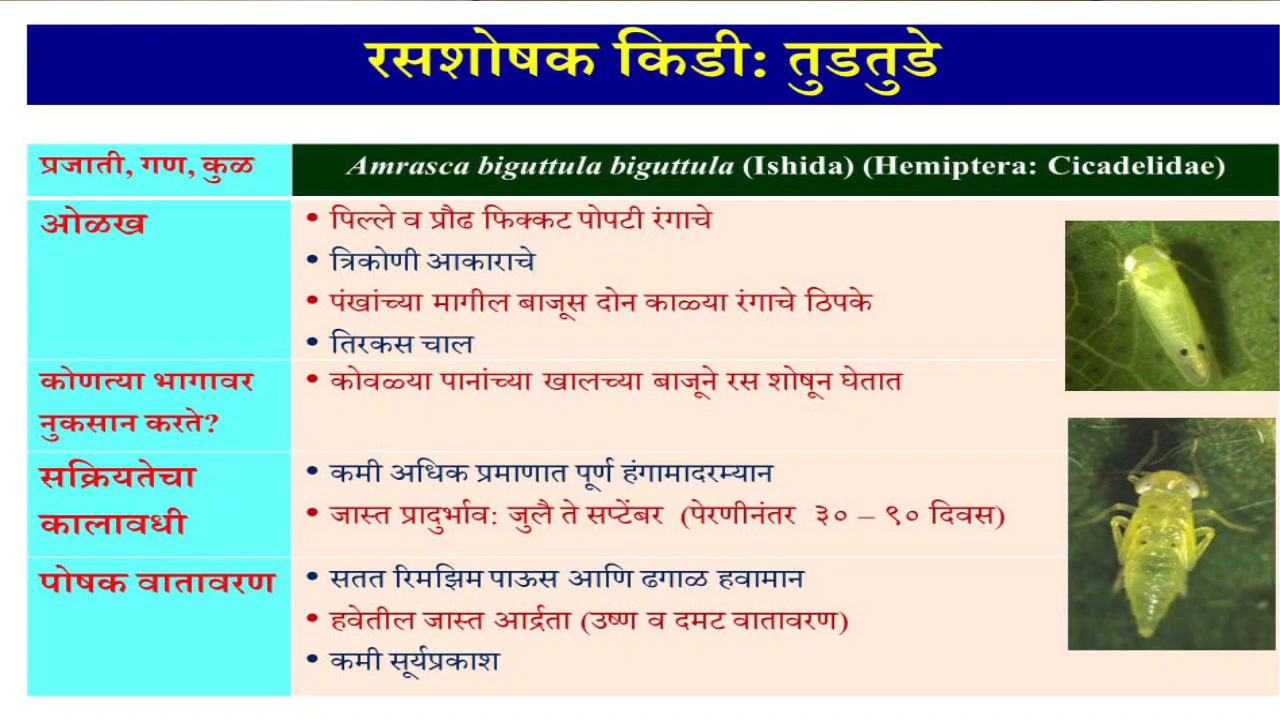 रसशोषक किडी: तुडतुडे
प्रजाती, गण, कुळ
Amrasca biguttula biguttula (Ishida) (Hemiptera: Cicadelidae)
ओळख
• पिल्ले व प्रौढ फिक्कट पोपटी रंगाचे
• त्रिकोणी आकाराचे
• पंखांच्या मागील बाजूस दोन काळ्या रंगाचे ठिपके
• तिरकस चाल
कोणत्या भागावर
नुकसान करते?
• कोवळ्या पानांच्या खालच्या बाजूने रस शोषून घेतात
सक्रियतेचा
कालावधी
• कमी अधिक प्रमाणात पूर्ण हंगामादरम्यान
• जास्त प्रादुर्भाव: जुलै ते सप्टेंबर (पेरणीनंतर ३० – ९० दिवस)
पोषक वातावरण
• सतत रिमझिम पाऊस आणि ढगाळ हवामान
• हवेतील जास्त आर्द्रता (उष्ण व दमट वातावरण)
• कमी सूर्यप्रकाश